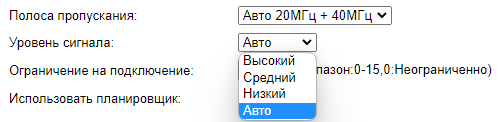 Полоса пропускания: Авто 20МГц + 40МГц
Уровень сигнала: Авто
Высокий
Ограничение на подключение: Средний пазон:0-15,0:Неограниченно)
Низкий
Использовать планировщик: Авто